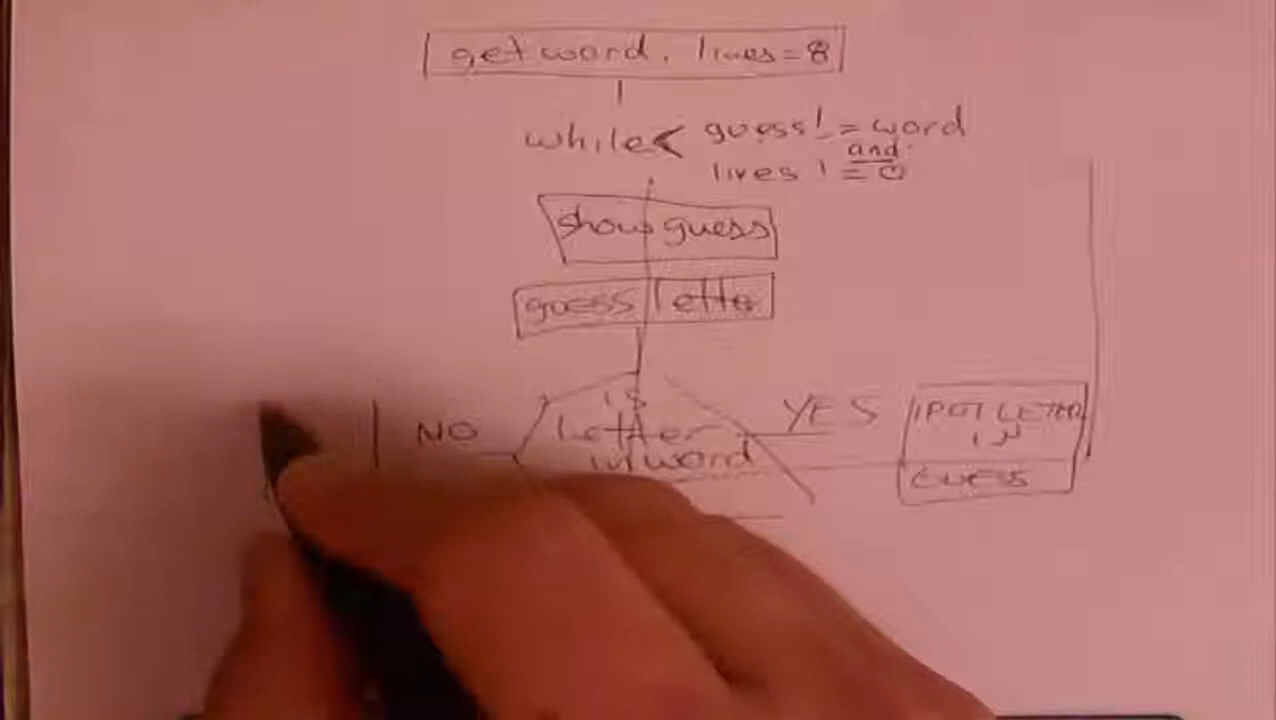 get word, lives = 8
while < guess != word
and
lives != 0
show guess
guess letter
is
letter
in word
NO
YES
PUT LETTER
IN
GUESS